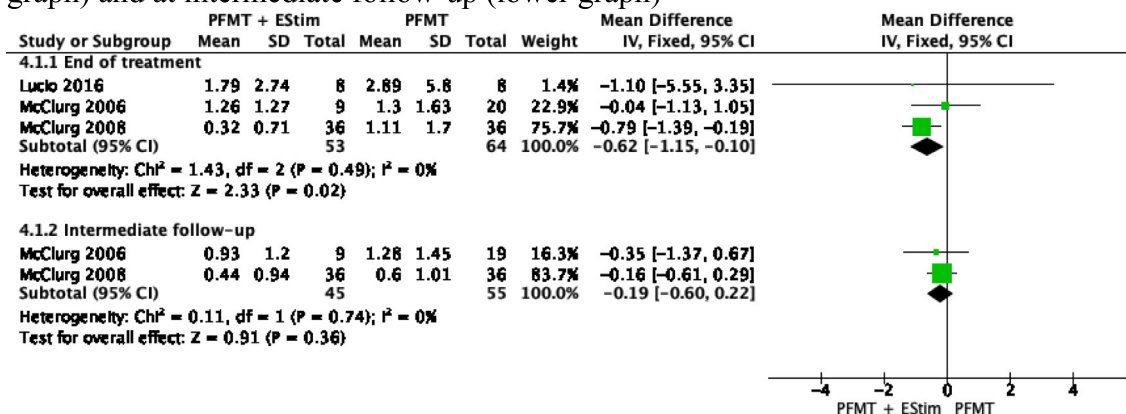 graph) and at intermediate follow-up (lower graph)
PFMT + EStim PFMT Mean Difference Mean Difference
Study or Subgroup Mean SD Total Mean SD Total Weight IV, Fixed, 95% CI IV, Fixed, 95% CI
4.1.1 End of treatment
Lucio 2016 1.79 2.74 8 2.89 5.8 8 1.4% −1.10 [−5.55, 3.35]
McClurg 2006 1.26 1.27 9 1.3 1.63 20 22.9% −0.04 [−1.13, 1.05]
McClurg 2008 0.32 0.71 36 1.11 1.7 36 75.7% −0.79 [−1.39, −0.19]
Subtotal (95% CI) 53 64 100.0% −0.62 [−1.15, −0.10]
Heterogeneity: Chi² = 1.43, df = 2 (P = 0.49); I² = 0%
Test for overall effect: Z = 2.33 (P = 0.02)
4.1.2 Intermediate follow-up
McClurg 2006 0.93 1.2 9 1.28 1.45 19 16.3% −0.35 [−1.37, 0.67]
McClurg 2008 0.44 0.94 36 0.6 1.01 36 83.7% −0.16 [−0.61, 0.29]
Subtotal (95% CI) 45 55 100.0% −0.19 [−0.60, 0.22]
Heterogeneity: Chi² = 0.11, df = 1 (P = 0.74); I² = 0%
Test for overall effect: Z = 0.91 (P = 0.36)
−4 −2 0 2 4
PFMT + EStim PFMT